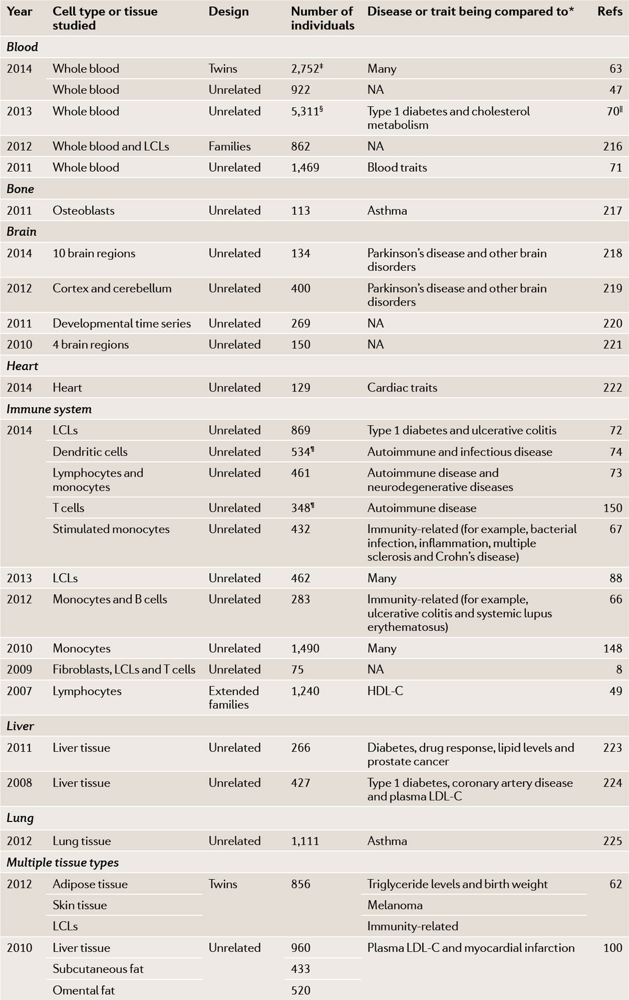 Year Cell type or tissue studied Design Number of individuals Disease or trait being compared to* Refs
Blood
2014 Whole blood Twins 2,752‡ Many 63
Whole blood Unrelated 922 NA 47
2013 Whole blood Unrelated 5,311§ Type 1 diabetes and cholesterol metabolism 70||
2012 Whole blood and LCLs Families 862 NA 216
2011 Whole blood Unrelated 1,469 Blood traits 71
Bone
2011 Osteoblasts Unrelated 113 Asthma 217
Brain
2014 10 brain regions Unrelated 134 Parkinson's disease and other brain disorders 218
2012 Cortex and cerebellum Unrelated 400 Parkinson's disease and other brain disorders 219
2011 Developmental time series Unrelated 269 NA 220
2010 4 brain regions Unrelated 150 NA 221
Heart
2014 Heart Unrelated 129 Cardiac traits 222
Immune system
2014 LCLs Unrelated 869 Type 1 diabetes and ulcerative colitis 72
Dendritic cells Unrelated 534¶ Autoimmune and infectious disease 74
Lymphocytes and monocytes Unrelated 461 Autoimmune disease and neurodegenerative diseases 73
T cells Unrelated 348¶ Autoimmune disease 150
Stimulated monocytes Unrelated 432 Immunity-related (for example, bacterial infection, inflammation, multiple sclerosis and Crohn's disease) 67
2013 LCLs Unrelated 462 Many 88
2012 Monocytes and B cells Unrelated 283 Immunity-related (for example, ulcerative colitis and systemic lupus erythematosus) 66
2010 Monocytes Unrelated 1,490 Many 148
2009 Fibroblasts, LCLs and T cells Unrelated 75 NA 8
2007 Lymphocytes Extended families 1,240 HDL-C 49
Liver
2011 Liver tissue Unrelated 266 Diabetes, drug response, lipid levels and prostate cancer 223
2008 Liver tissue Unrelated 427 Type 1 diabetes, coronary artery disease and plasma LDL-C 224
Lung
2012 Lung tissue Unrelated 1,111 Asthma 225
Multiple tissue types
2012 Adipose tissue Twins 856 Triglyceride levels and birth weight 62
Skin tissue Melanoma
LCLs Immunity-related
2010 Liver tissue Unrelated 960 Plasma LDL-C and myocardial infarction 100
Subcutaneous fat 433
Omental fat 520